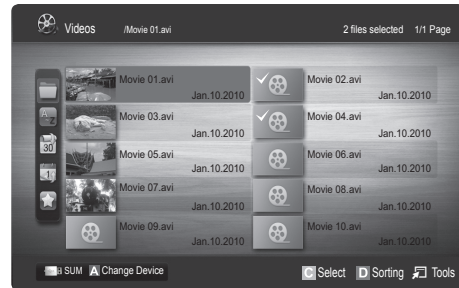 Videos /Movie 01.avi 2 files selected 1/1 Page
Movie 01.avi Movie 02.avi
Jan.10.2010 Jan.10.2010
Movie 03.avi Movie 04.avi
Jan.10.2010 Jan.10.2010
Movie 05.avi Movie 06.avi
Jan.10.2010 Jan.10.2010
Movie 07.avi Movie 08.avi
Jan.10.2010 Jan.10.2010
Movie 09.avi Movie 10.avi
Jan.10.2010 Jan.10.2010
SUM A Change Device C Select D Sorting Tools